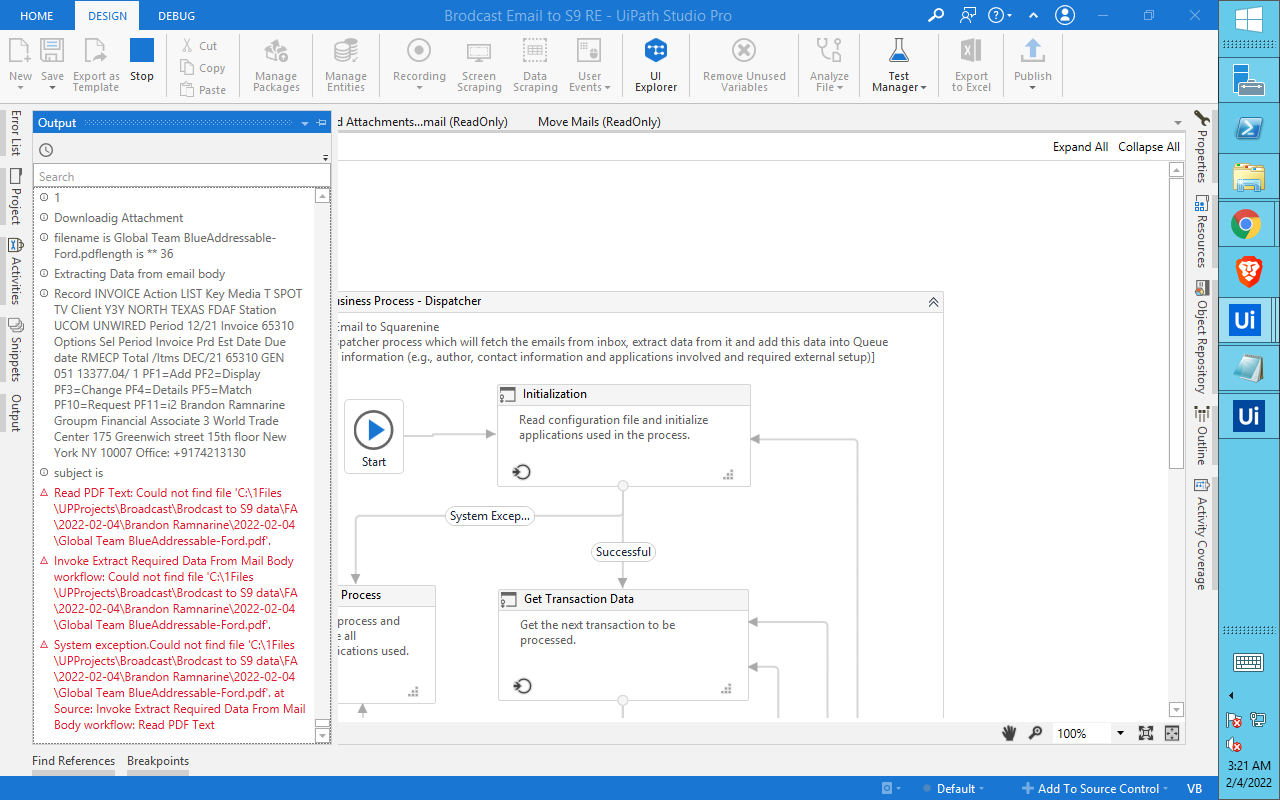 HOME
DESIGN
DEBUG
Brodcast Email to S9 RE - UiPath Studio Pro
New
Save
Export as
Template
Stop
Cut
Copy
Paste
Manage
Packages
Manage
Entities
Recording
Screen
Scraping
Data
Scraping
User
Events
UI
Explorer
Remove Unused
Variables
Analyze
File
Test
Manager
Export
to Excel
Publish
Error List
Project
Activities
Snippets
Output
Output
Search
1
Downloadig Attachment
filename is Global Team BlueAddressable-
Ford.pdflength is ** 36
Extracting Data from email body
Record INVOICE Action LIST Key Media T SPOT
TV Client Y3Y NORTH TEXAS FDAF Station
UCOM UNWIRED Period 12/21 Invoice 65310
Options Sel Period Invoice Prd Est Date Due
date RMECP Total /Itms DEC/21 65310 GEN
051 13377.04/ 1 PF1=Add PF2=Display
PF3=Change PF4=Details PF5=Match
PF10=Request PF11=i2 Brandon Ramnarine
Groupm Financial Associate 3 World Trade
Center 175 Greenwich street 15th floor New
York NY 10007 Office: +9174213130
subject is
Read PDF Text: Could not find file 'C:\1Files
\UPProjects\Broadcast\Brodcast to S9 data\FA
\2022-02-04\Brandon Ramnarine\2022-02-04
\Global Team BlueAddressable-Ford.pdf'.
Invoke Extract Required Data From Mail Body
workflow: Could not find file 'C:\1Files
\UPProjects\Broadcast\Brodcast to S9 data\FA
\2022-02-04\Brandon Ramnarine\2022-02-04
\Global Team BlueAddressable-Ford.pdf'.
System exception.Could not find file 'C:\1Files
\UPProjects\Broadcast\Brodcast to S9 data\FA
\2022-02-04\Brandon Ramnarine\2022-02-04
\Global Team BlueAddressable-Ford.pdf'. at
Source: Invoke Extract Required Data From Mail
Body workflow: Read PDF Text
Find References
Breakpoints
d Attachments...mail (ReadOnly)
Move Mails (ReadOnly)
Expand All
Collapse All
usiness Process - Dispatcher
Email to Squarenine
patcher process which will fetch the emails from inbox, extract data from it and add this data into Queue
information (e.g., author, contact information and applications involved and required external setup)]
Start
Initialization
Read configuration file and initialize
applications used in the process.
System Excep...
Successful
Process
process and
e all
ications used.
Get Transaction Data
Get the next transaction to be
processed.
100%
Properties
Resources
Object Repository
Outline
Activity Coverage
Default
Add To Source Control
VB
Ui
Ui
3:21 AM
2/4/2022